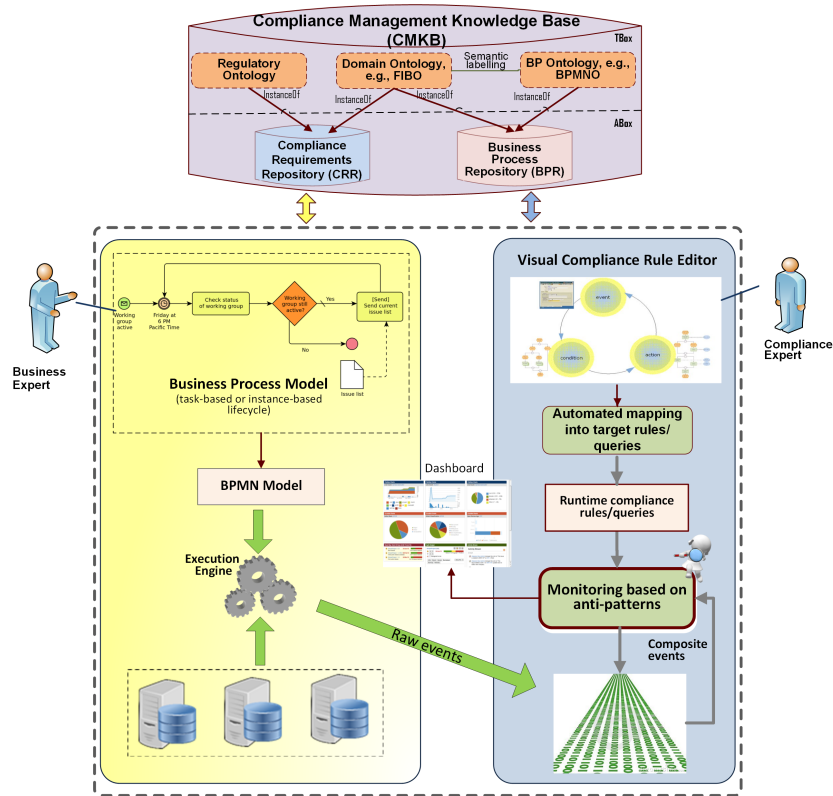 Compliance Management Knowledge Base
(CMKB)
TBox
Regulatory
Ontology
Domain Ontology,
e.g., FIBO
Semantic
labelling
BP Ontology, e.g.,
BPMNO
InstanceOf
InstanceOf
InstanceOf
InstanceOf
ABox
Compliance
Requirements
Repository (CRR)
Business
Process
Repository (BPR)
Business
Expert
Working
group
active
Friday at
6 PM
Pacific Time
Check status
of working group
Working
group still
active?
Yes
No
[Send]
Send current
issue list
Issue list
Business Process Model
(task-based or instance-based
lifecycle)
BPMN Model
Execution
Engine
Raw events
Dashboard
Visual Compliance Rule Editor
event
condition
action
Compliance
Expert
Automated mapping
into target rules/
queries
Runtime compliance
rules/queries
Monitoring based on
anti-patterns
Composite
events